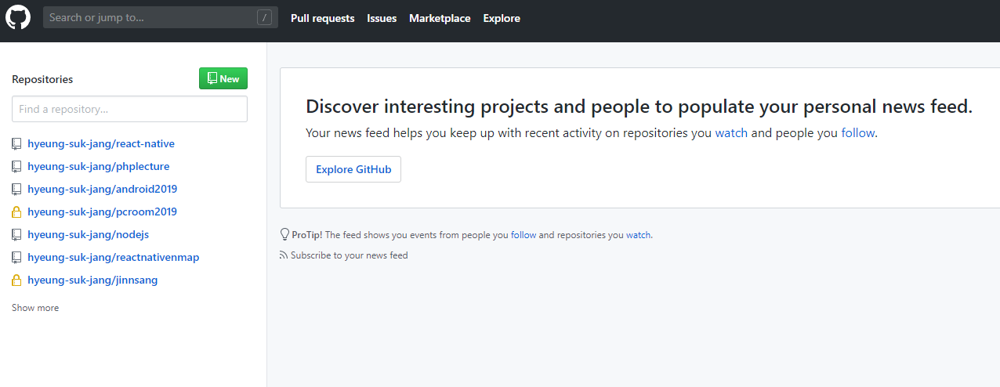 Search or jump to... /
Pull requests Issues Marketplace Explore
Repositories
New
Find a repository...
hyeung-suk-jang/react-native
hyeung-suk-jang/phplecture
hyeung-suk-jang/android2019
hyeung-suk-jang/pcroom2019
hyeung-suk-jang/nodejs
hyeung-suk-jang/reactnativenmap
hyeung-suk-jang/jinnsang
Show more
Discover interesting projects and people to populate your personal news feed.
Your news feed helps you keep up with recent activity on repositories you watch and people you follow.
Explore GitHub
ProTip! The feed shows you events from people you follow and repositories you watch.
Subscribe to your news feed